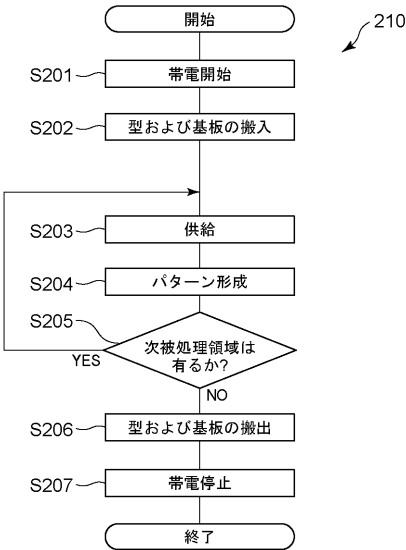 開始
210
S201
帯電開始
S202
型および基板の搬入
S203
供給
S204
パターン形成
S205
次被処理領域は
有るか?
YES
NO
S206
型および基板の搬出
S207
帯電停止
終了